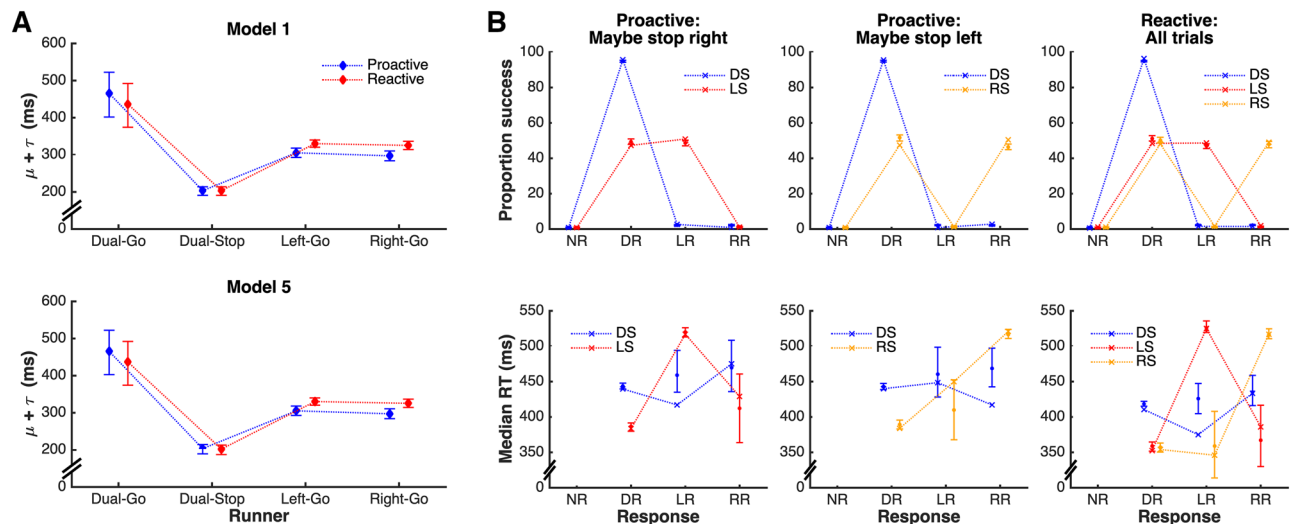 A
Model 1
600
500
400
300
200
0
μ + τ (ms)
Proactive
Reactive
Dual-Go
Dual-Stop
Left-Go
Right-Go
Model 5
600
500
400
300
200
0
μ + τ (ms)
Dual-Go
Dual-Stop
Left-Go
Right-Go
Runner
B
Proactive:
Maybe stop right
100
80
60
40
20
0
Proportion success
DS
LS
NR
DR
LR
RR
Proactive:
Maybe stop left
100
80
60
40
20
0
DS
RS
NR
DR
LR
RR
Reactive:
All trials
100
80
60
40
20
0
DS
LS
RS
NR
DR
LR
RR
550
500
450
400
350
0
Median RT (ms)
DS
LS
NR
DR
LR
RR
Response
550
500
450
400
350
0
DS
RS
NR
DR
LR
RR
Response
550
500
450
400
350
0
DS
LS
RS
NR
DR
LR
RR
Response